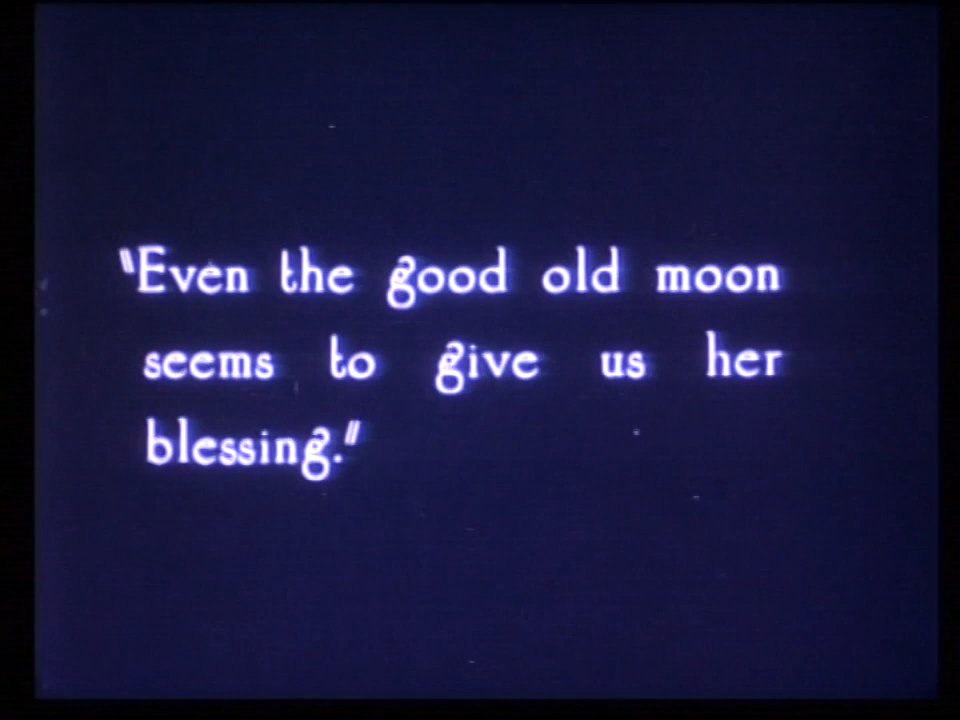 "Even the good old moon
seems to give us her
blessing."